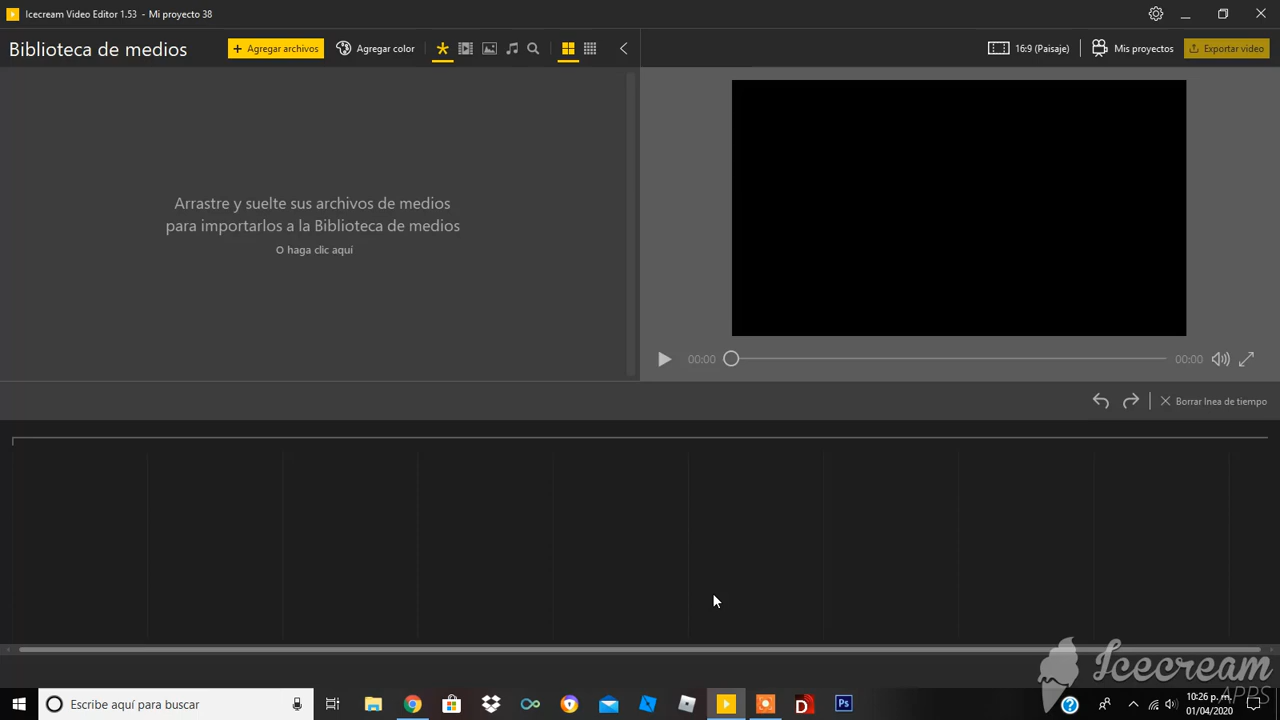 Icecream Video Editor 1.53 - Mi proyecto 38
Biblioteca de medios
+ Agregar archivos
Agregar color
16:9 (Paisaje)
Mis proyectos
Exportar video
Arrastre y suelte sus archivos de medios
para importarlos a la Biblioteca de medios
O haga clic aquí
00:00
00:00
Borrar lnea de tiempo
Icecream
APPS
Escribe aquí para buscar
D
Ps
10:26 p. m.
01/04/2020